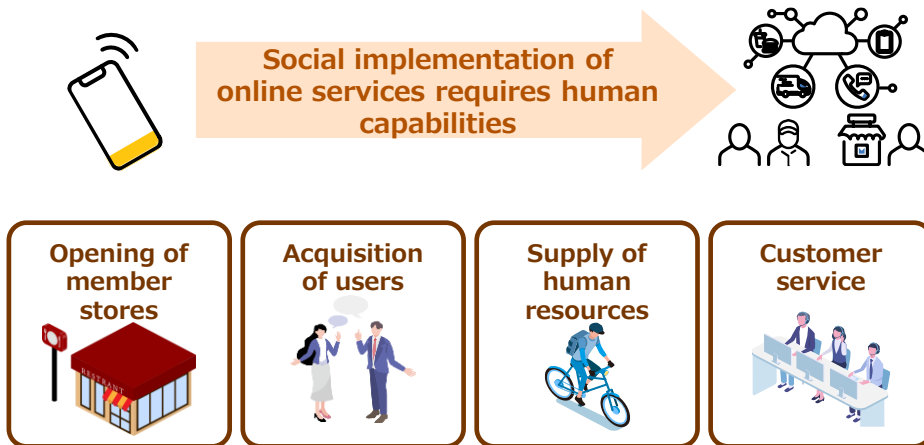 Social implementation of
online services requires human
capabilities
Opening of
member
stores
Acquisition
of users
Supply of
human
resources
Customer
service
RESTRANT